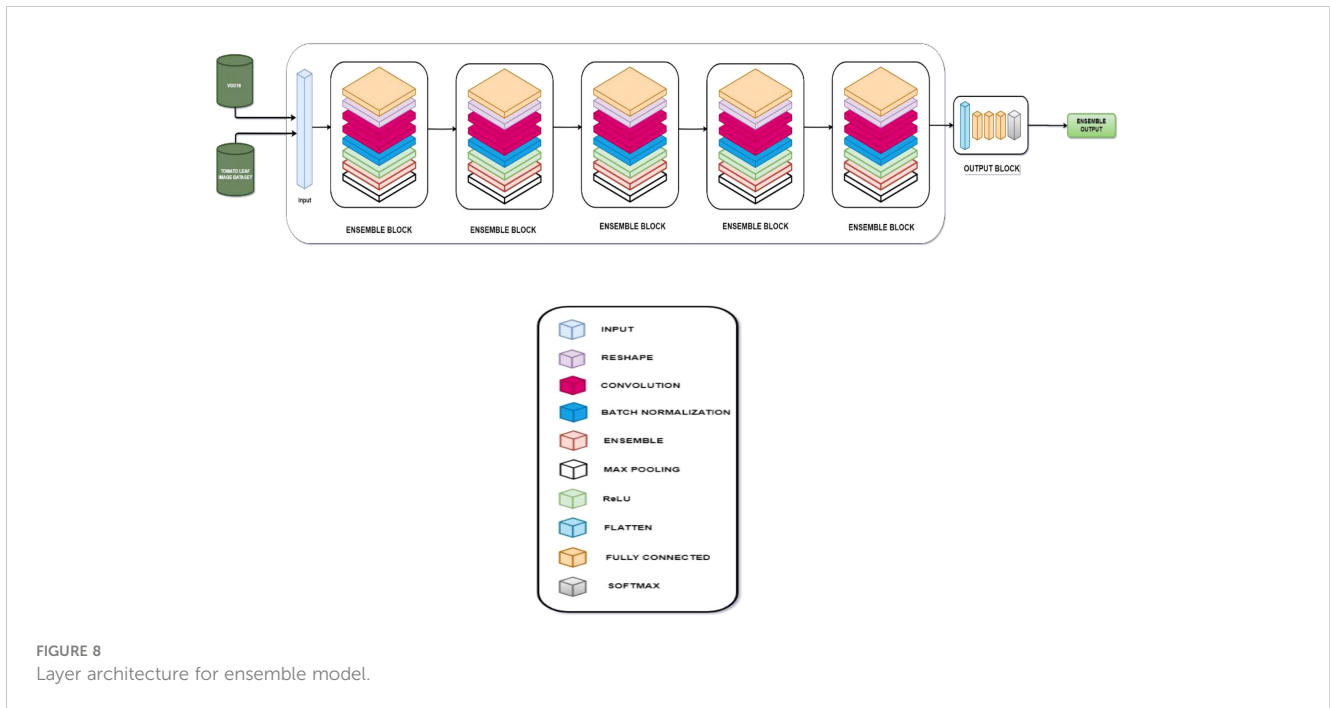 VGG16
TOMATO LEAF
IMAGE DATASET
Input
ENSEMBLE BLOCK
ENSEMBLE BLOCK
ENSEMBLE BLOCK
ENSEMBLE BLOCK
ENSEMBLE BLOCK
OUTPUT BLOCK
ENSEMBLE
OUTPUT
INPUT
RESHAPE
CONVOLUTION
BATCH NORMALIZATION
ENSEMBLE
MAX POOLING
ReLU
FLATTEN
FULLY CONNECTED
SOFTMAX
FIGURE 8
Layer architecture for ensemble model.